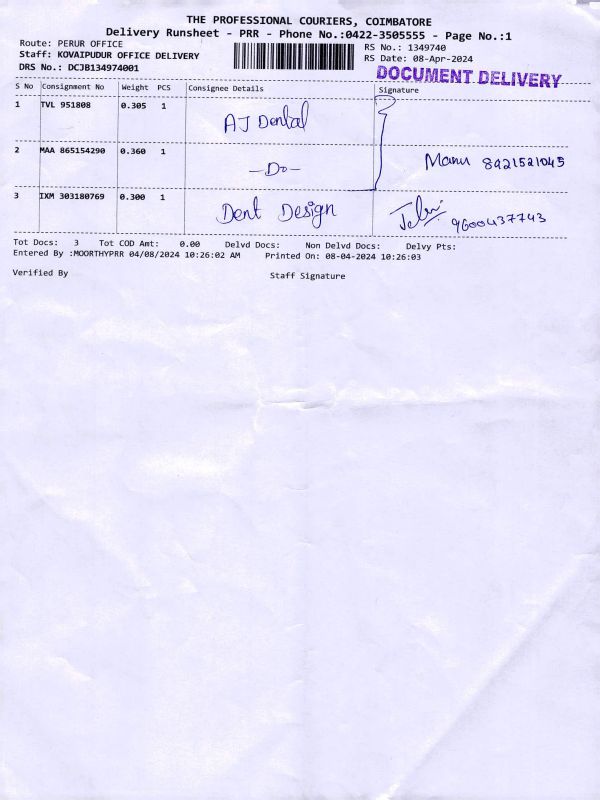 THE PROFESSIONAL COURIERS, COIMBATORE
Delivery Runsheet - PRR - Phone No.:0422-3505555 - Page No.:1
Route: PERUR OFFICE
RS No.: 1349740
Staff: KOVAIPUDUR OFFICE DELIVERY
RS Date: 08-Apr-2024
DRS No.: DCJB134974001
DOCUMENT DELIVERY
S No Consignment No Weight PCS Consignee Details Signature
1 TVL 951808 0.305 1 AJ Dental
2 MAA 865154290 0.360 1 -Do- Manu 8921521045
3 IXM 303180769 0.300 1 Dent Design 9600437743
Tot Docs: 3 Tot COD Amt: 0.00 Delvd Docs: Non Delvd Docs: Delvy Pts:
Entered By :MOORTHYPRR 04/08/2024 10:26:02 AM Printed On: 08-04-2024 10:26:03
Verified By Staff Signature